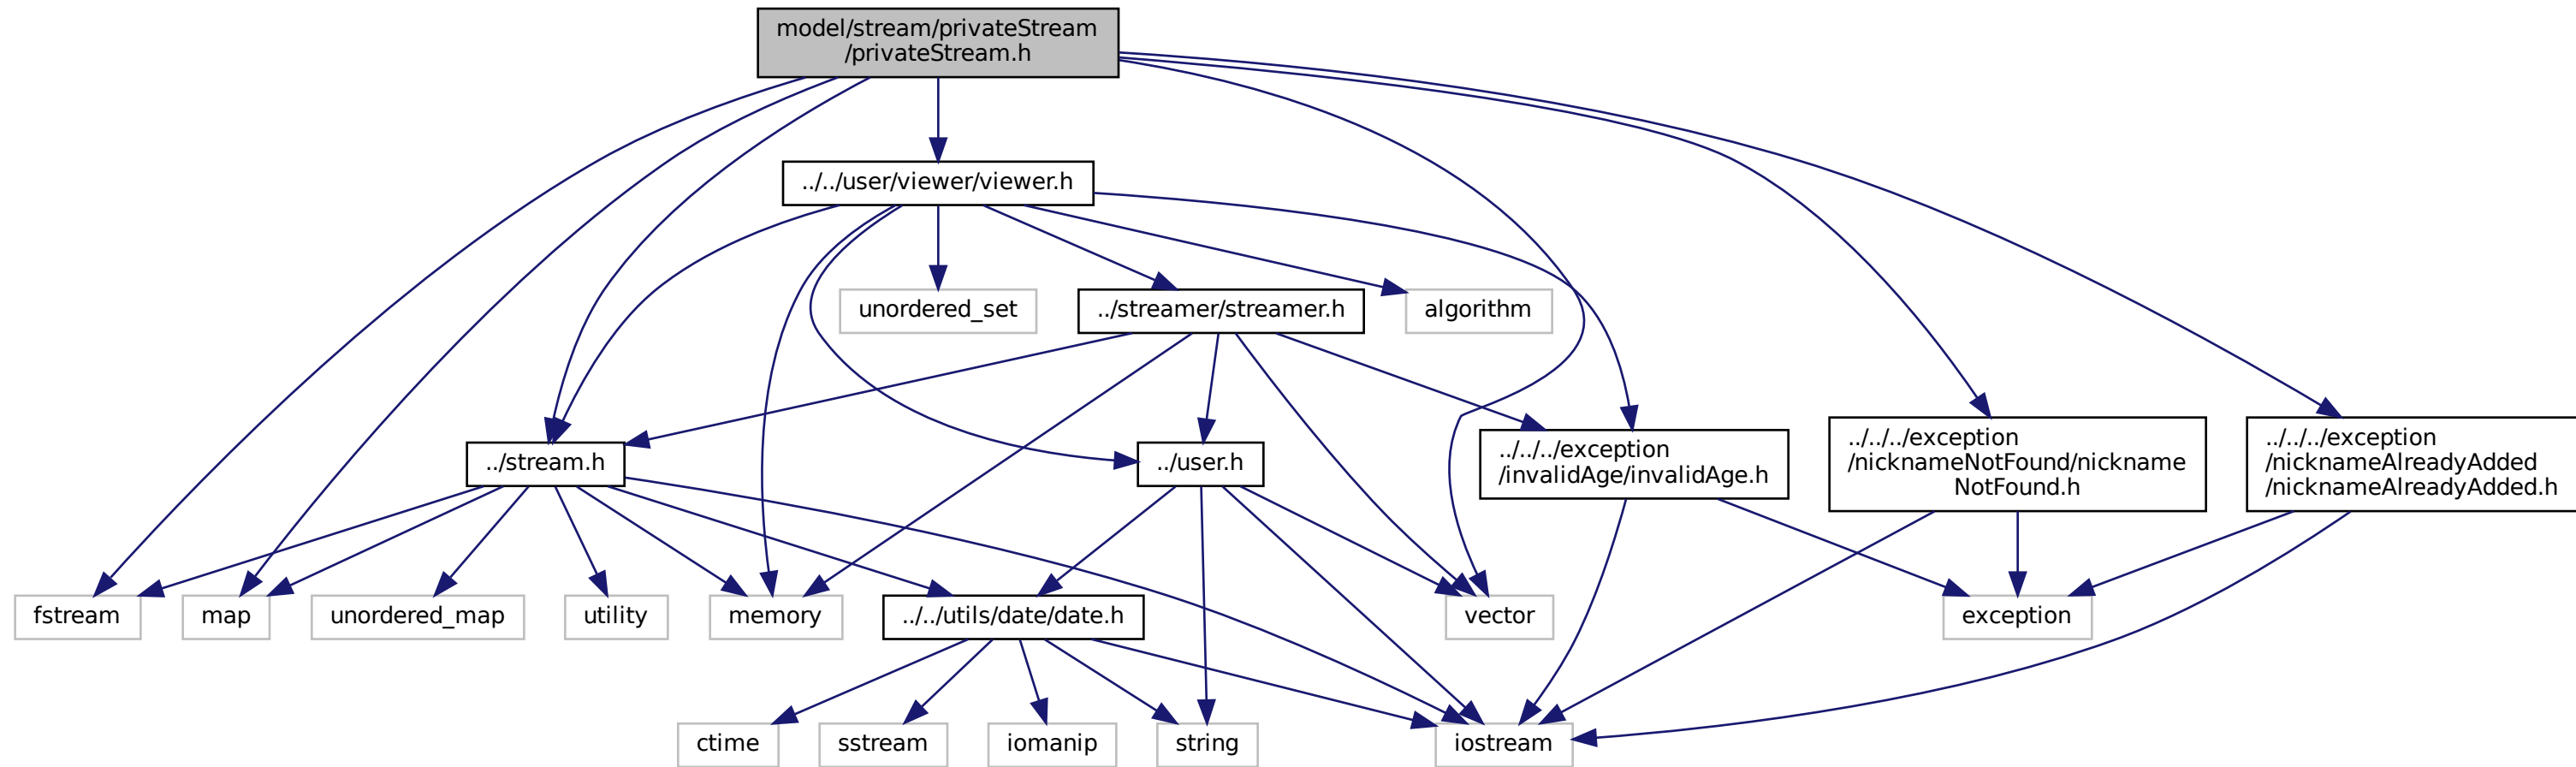 model/stream/privateStream
/privateStream.h
../../user/viewer/viewer.h
unordered_set
../streamer/streamer.h
algorithm
../stream.h
../user.h
../../../exception
/invalidAge/invalidAge.h
../../../exception
/nicknameNotFound/nickname
NotFound.h
../../../exception
/nicknameAlreadyAdded
/nicknameAlreadyAdded.h
fstream
map
unordered_map
utility
memory
../../utils/date/date.h
vector
exception
ctime
sstream
iomanip
string
iostream